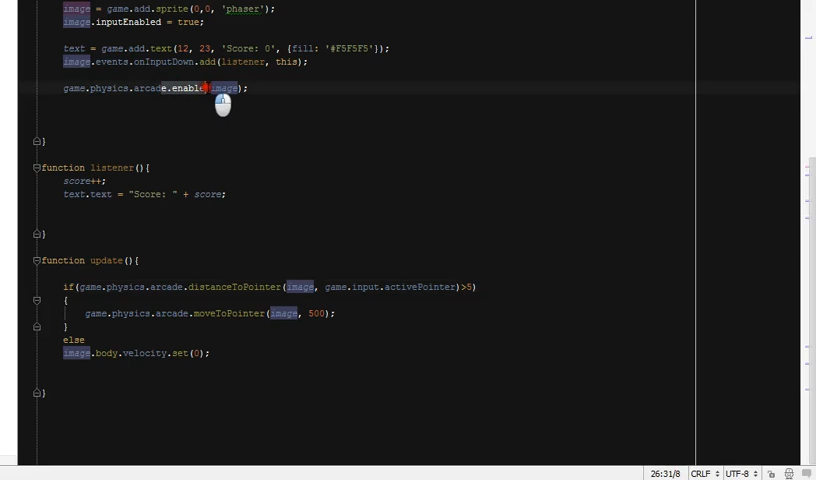 image = game.add.sprite(0,0, 'phaser');
image.inputEnabled = true;
text = game.add.text(12, 23, 'Score: 0', {fill: '#F5F5F5'});
image.events.onInputDown.add(listener, this);
game.physics.arcade.enable(image);
}
function listener(){
score++;
text.text = "Score: " + score;
}
function update(){
if(game.physics.arcade.distanceToPointer(image, game.input.activePointer)>5)
{
game.physics.arcade.moveToPointer(image, 500);
}
else
image.body.velocity.set(0);
}
26:31/8 CRLF UTF-8